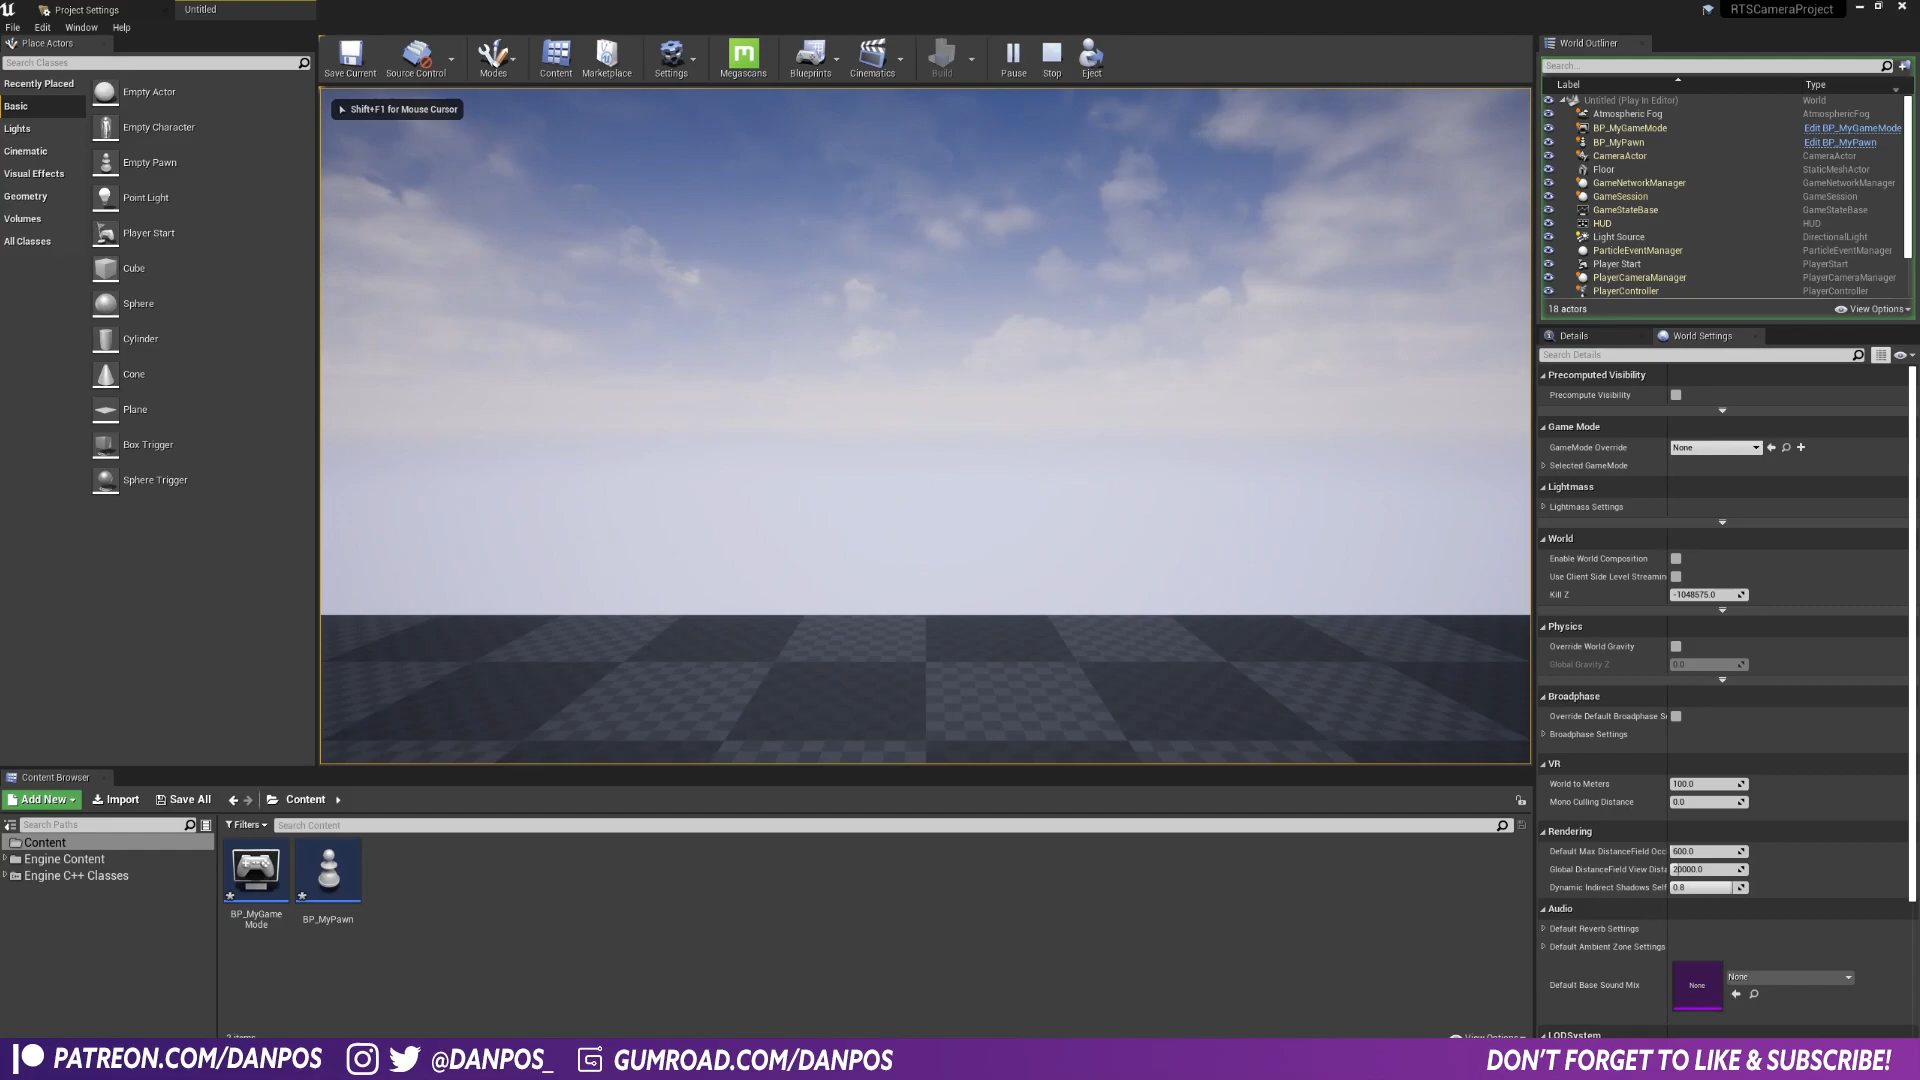 Project Settings
Untitled
RTSCameraProject
File
Edit
Window
Help
Place Actors
Search Classes
Recently Placed
Basic
Lights
Cinematic
Visual Effects
Geometry
Volumes
All Classes
Empty Actor
Empty Character
Empty Pawn
Point Light
Player Start
Cube
Sphere
Cylinder
Cone
Plane
Box Trigger
Sphere Trigger
Save Current
Source Control
Modes
Content
Marketplace
Settings
Megascans
Blueprints
Cinematics
Build
Pause
Stop
Eject
Shift+F1 for Mouse Cursor
World Outliner
Search...
Label
Type
Untitled (Play In Editor)
World
Atmospheric Fog
AtmosphericFog
BP_MyGameMode
Edit BP_MyGameMode
BP_MyPawn
Edit BP_MyPawn
CameraActor
CameraActor
Floor
StaticMeshActor
GameNetworkManager
GameNetworkManager
GameSession
GameSession
GameStateBase
GameStateBase
HUD
HUD
Light Source
DirectionalLight
ParticleEventManager
ParticleEventManager
Player Start
PlayerStart
PlayerCameraManager
PlayerCameraManager
PlayerController
PlayerController
18 actors
View Options
Details
World Settings
Search Details
Precomputed Visibility
Precompute Visibility
Game Mode
GameMode Override
None
Selected GameMode
Lightmass
Lightmass Settings
World
Enable World Composition
Use Client Side Level Streamin
Kill Z
-1048575.0
Physics
Override World Gravity
Global Gravity Z
0.0
Broadphase
Override Default Broadphase S
Broadphase Settings
VR
World to Meters
100.0
Mono Culling Distance
0.0
Rendering
Default Max DistanceField Occ
600.0
Global DistanceField View Dista
20000.0
Dynamic Indirect Shadows Self
0.8
Audio
Default Reverb Settings
Default Ambient Zone Settings
Default Base Sound Mix
None
None
LODSystem
Content Browser
Add New
Import
Save All
Content
Search Paths
Filters
Search Content
Content
Engine Content
Engine C++ Classes
BP_MyGame
Mode
BP_MyPawn
2 items
View Options
PATREON.COM/DANPOS
@DANPOS_
GUMROAD.COM/DANPOS
DON'T FORGET TO LIKE & SUBSCRIBE!